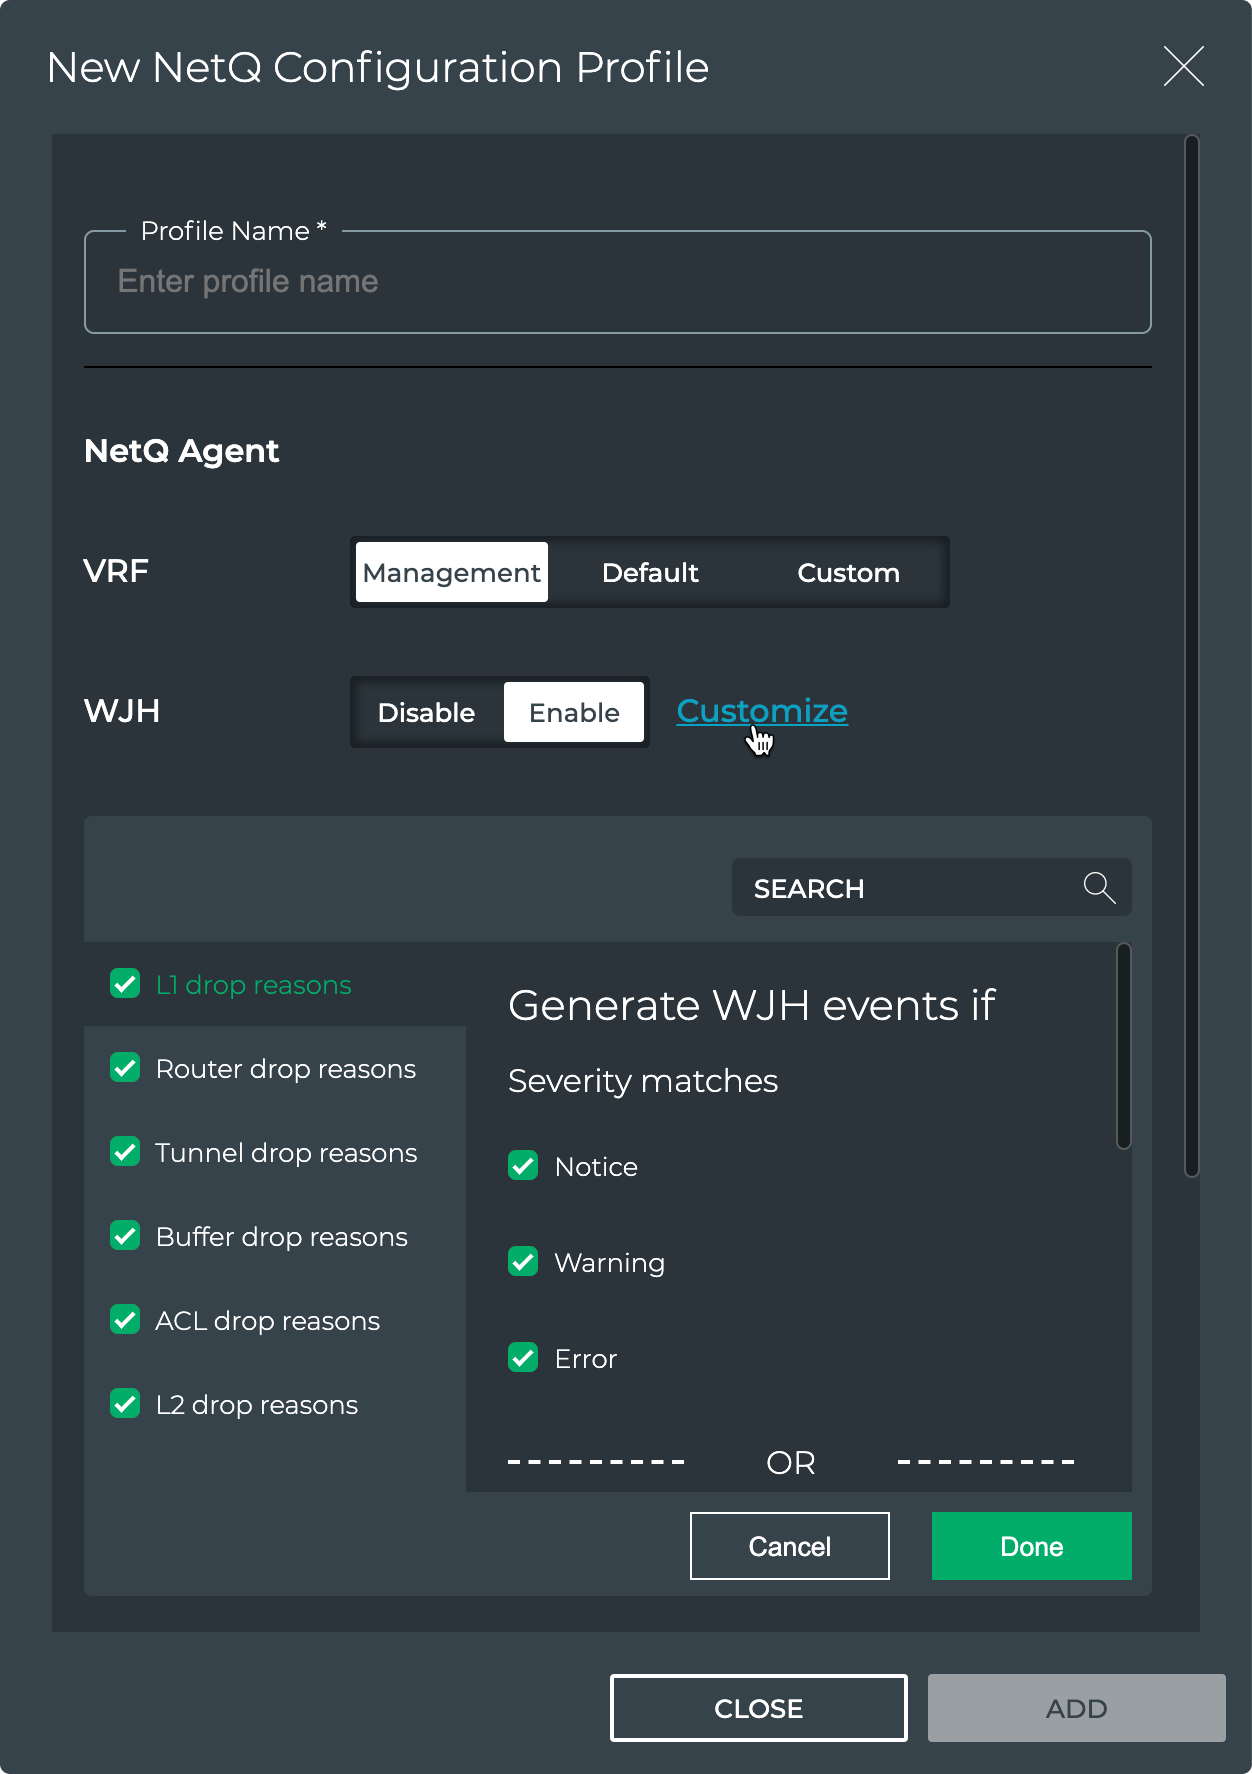 New NetQ Configuration Profile
Profile Name *
Enter profile name
NetQ Agent
VRF
Management
Default
Custom
WJH
Disable
Enable
Customize
SEARCH
L1 drop reasons
Router drop reasons
Tunnel drop reasons
Buffer drop reasons
ACL drop reasons
L2 drop reasons
Generate WJH events if
Severity matches
Notice
Warning
Error
OR
Cancel
Done
CLOSE
ADD